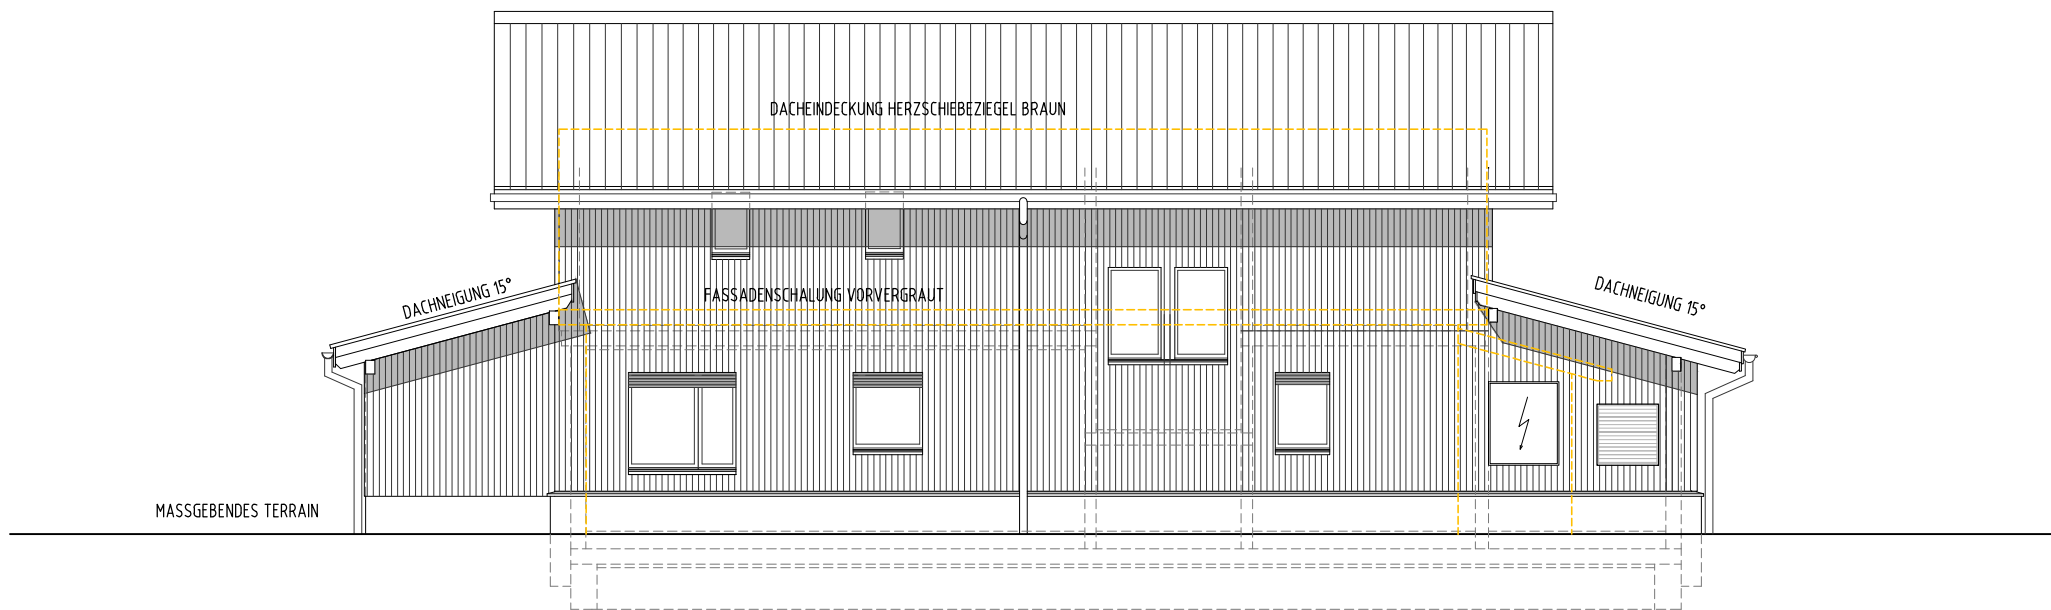 DACHEINDECKUNG HERZSCHIEBEZIEGEL BRAUN
DACHNEIGUNG 15°
FASSADENSCHALUNG VORVERGRAUT
DACHNEIGUNG 15°
MASSGEBENDES TERRAIN